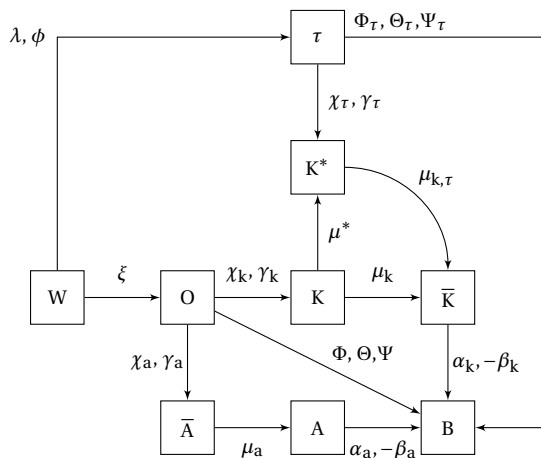 λ, ϕ
τ
Φτ, Θτ,Ψτ
χτ, γτ
K*
μk,τ
μ*
W
ξ
O
χk, γk
K
μk
K̅
χa, γa
Φ, Θ,Ψ
αk,-βk
A̅
μa
A
αa,-βa
B